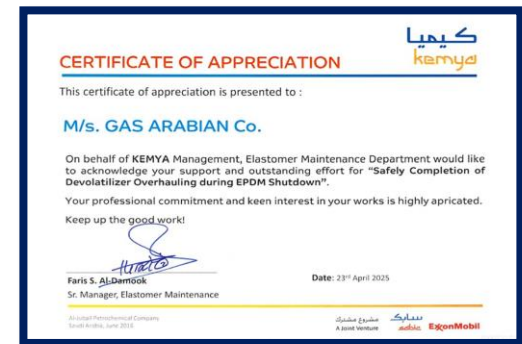 كيميا
kemya
CERTIFICATE OF APPRECIATION
This certificate of appreciation is presented to :
M/s. GAS ARABIAN Co.
On behalf of KEMYA Management, Elastomer Maintenance Department would like
to acknowledge your support and outstanding effort for “Safely Completion of
Devolatilizer Overhauling during EPDM Shutdown”.
Your professional commitment and keen interest in your works is highly apricated.
Keep up the good work!
Faris S. Al-Damook
Sr. Manager, Elastomer Maintenance
Date: 23rd April 2025
Al-Jubail Petrochemical Company
Saudi Arabia, June 2018
مشروع مشترك
A Joint Venture
سابك
sabic
ExxonMobil